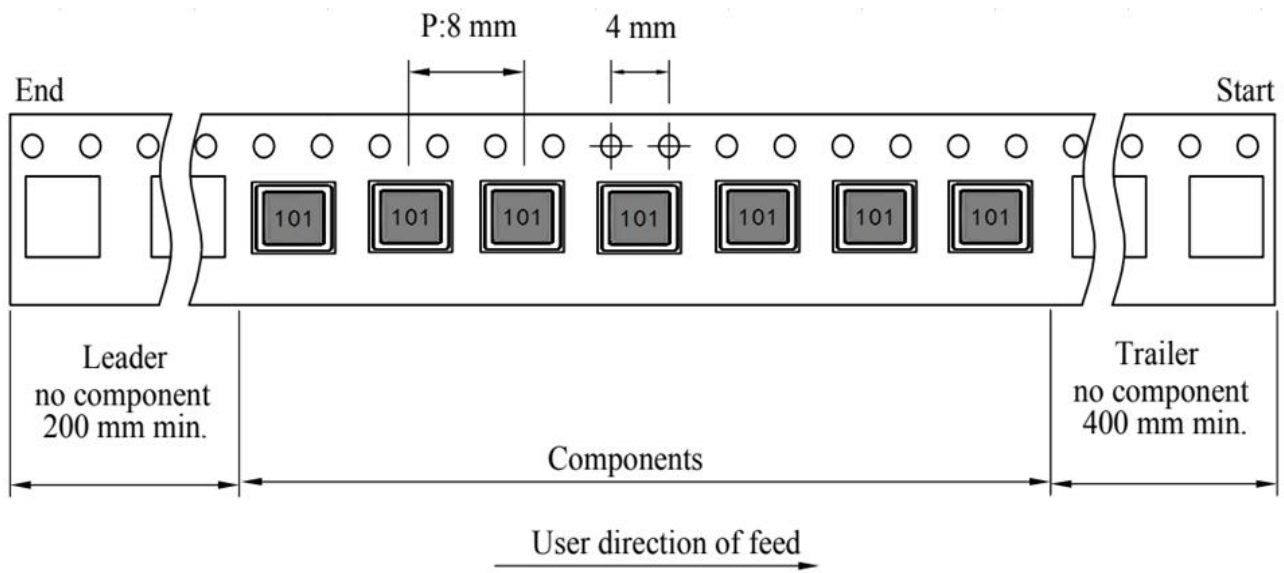 P:8 mm
4 mm
End
Start
101
101
101
101
101
101
101
Leader
no component
200 mm min.
Trailer
no component
400 mm min.
Components
User direction of feed